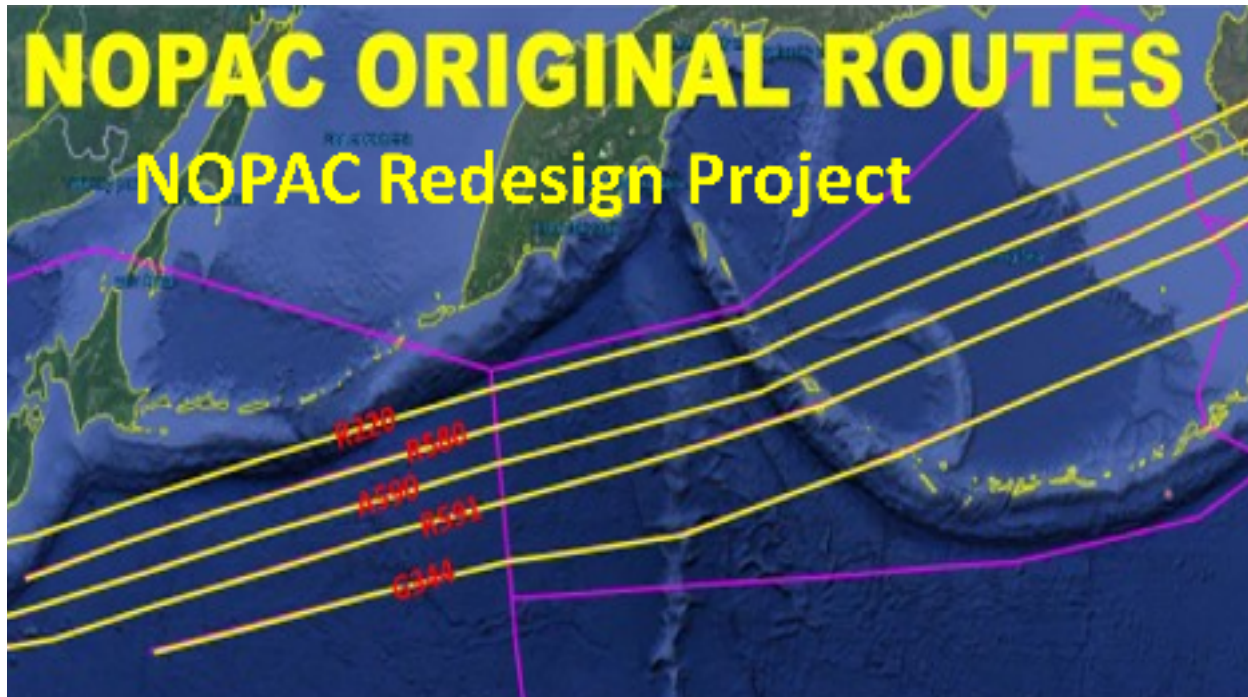 NOPAC ORIGINAL ROUTES
NOPAC Redesign Project
R220
R580
A590
R591
G344